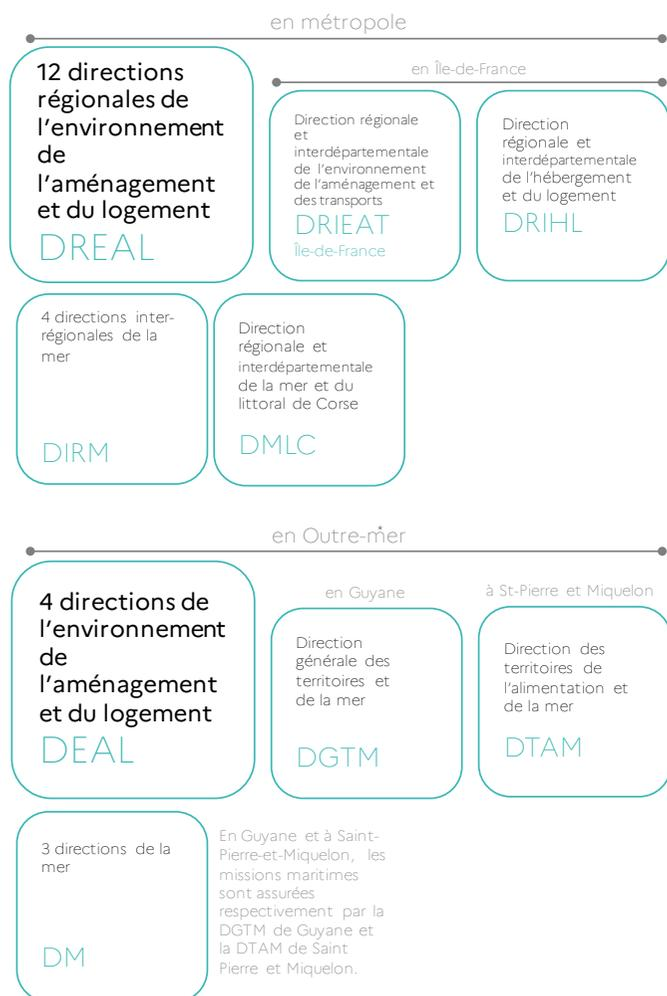 en métropole
12 directions
régionales de
l'environnement
de
l'aménagement
et du logement
DREAL
en Île-de-France
Direction régionale
et
interdépartementale
de l'environnement
de l'aménagement et
des transports
DRIEAT
Île-de-France
Direction
régionale et
interdépartementale
de l'hébergement
et du logement
DRIHL
4 directions inter-
régionales de la
mer
DIRM
Direction
régionale et
interdépartementale
de la mer et du
littoral de Corse
DMLC
en Outre-mer
4 directions de
l'environnement
de
l'aménagement
et du logement
DEAL
en Guyane
Direction
générale des
territoires et
de la mer
DGTM
à St-Pierre et Miquelon
Direction des
territoires de
l'alimentation et
de la mer
DTAM
3 directions de la
mer
DM
En Guyane et à Saint-
Pierre-et-Miquelon, les
missions maritimes
sont assurées
respectivement par la
DGTM de Guyane et
la DTAM de Saint
Pierre et Miquelon.